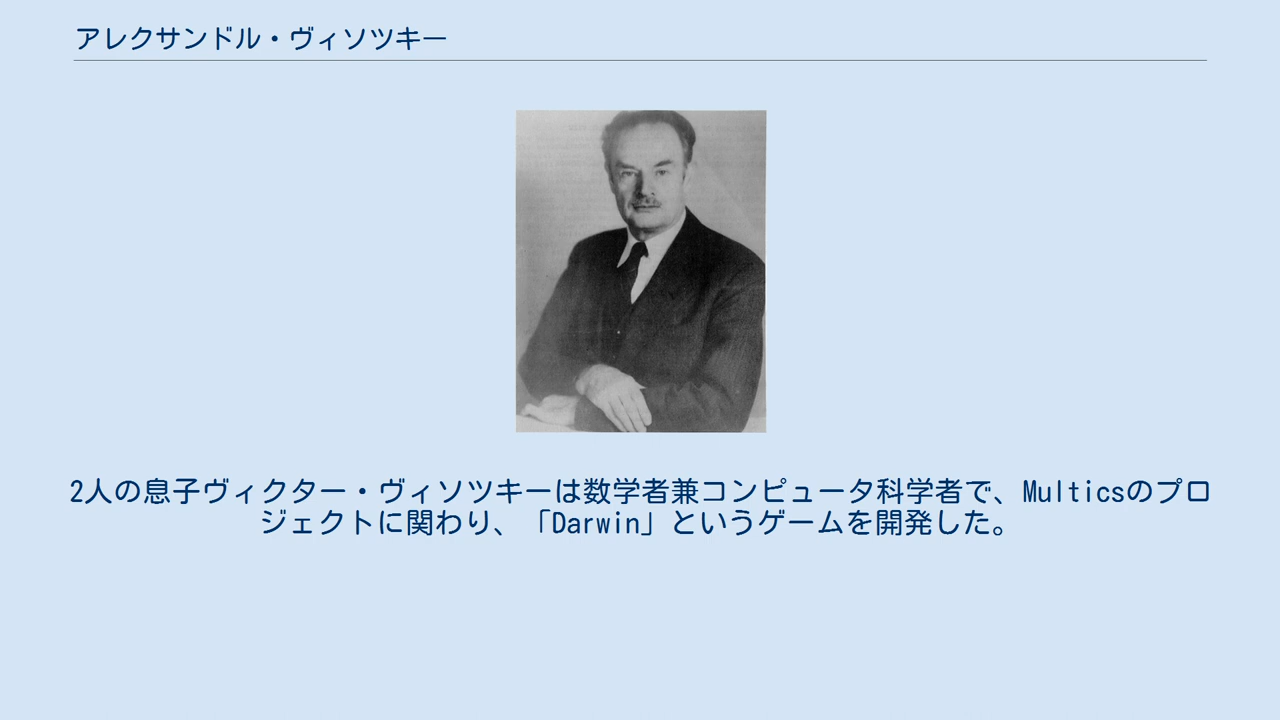 アレクサンドル・ヴィソツキー
2人の息子ヴィクター・ヴィソツキーは数学者兼コンピュータ科学者で、Multicsのプロ
ジェクトに関わり、「Darwin」というゲームを開発した。